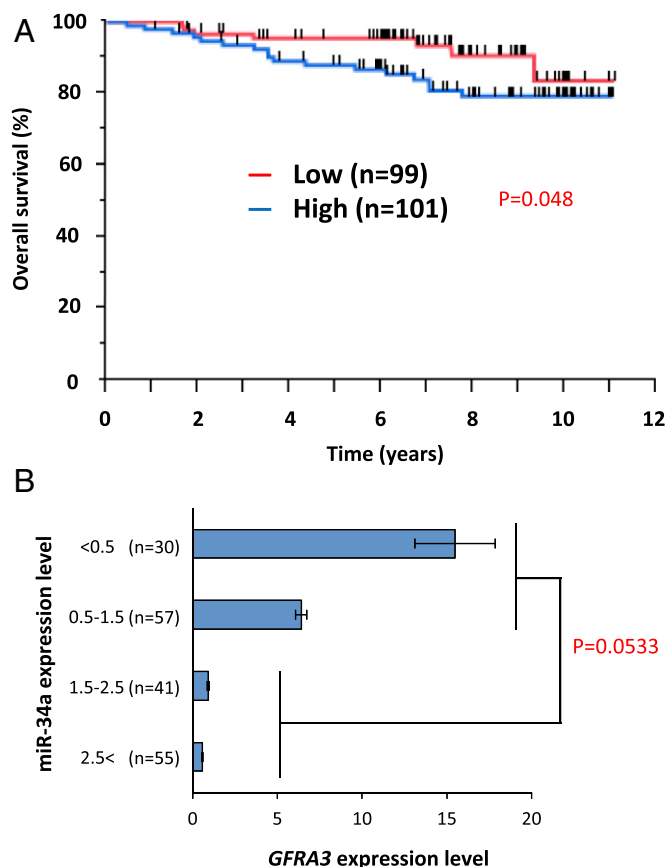 A
100
80
60
40
20
0
Overall survival (%)
Low (n=99)
High (n=101)
P=0.048
0 2 4 6 8 10 12
Time (years)
B
miR-34a expression level
<0.5 (n=30)
0.5-1.5 (n=57)
1.5-2.5 (n=41)
2.5< (n=55)
P=0.0533
0 5 10 15 20
GFRA3 expression level